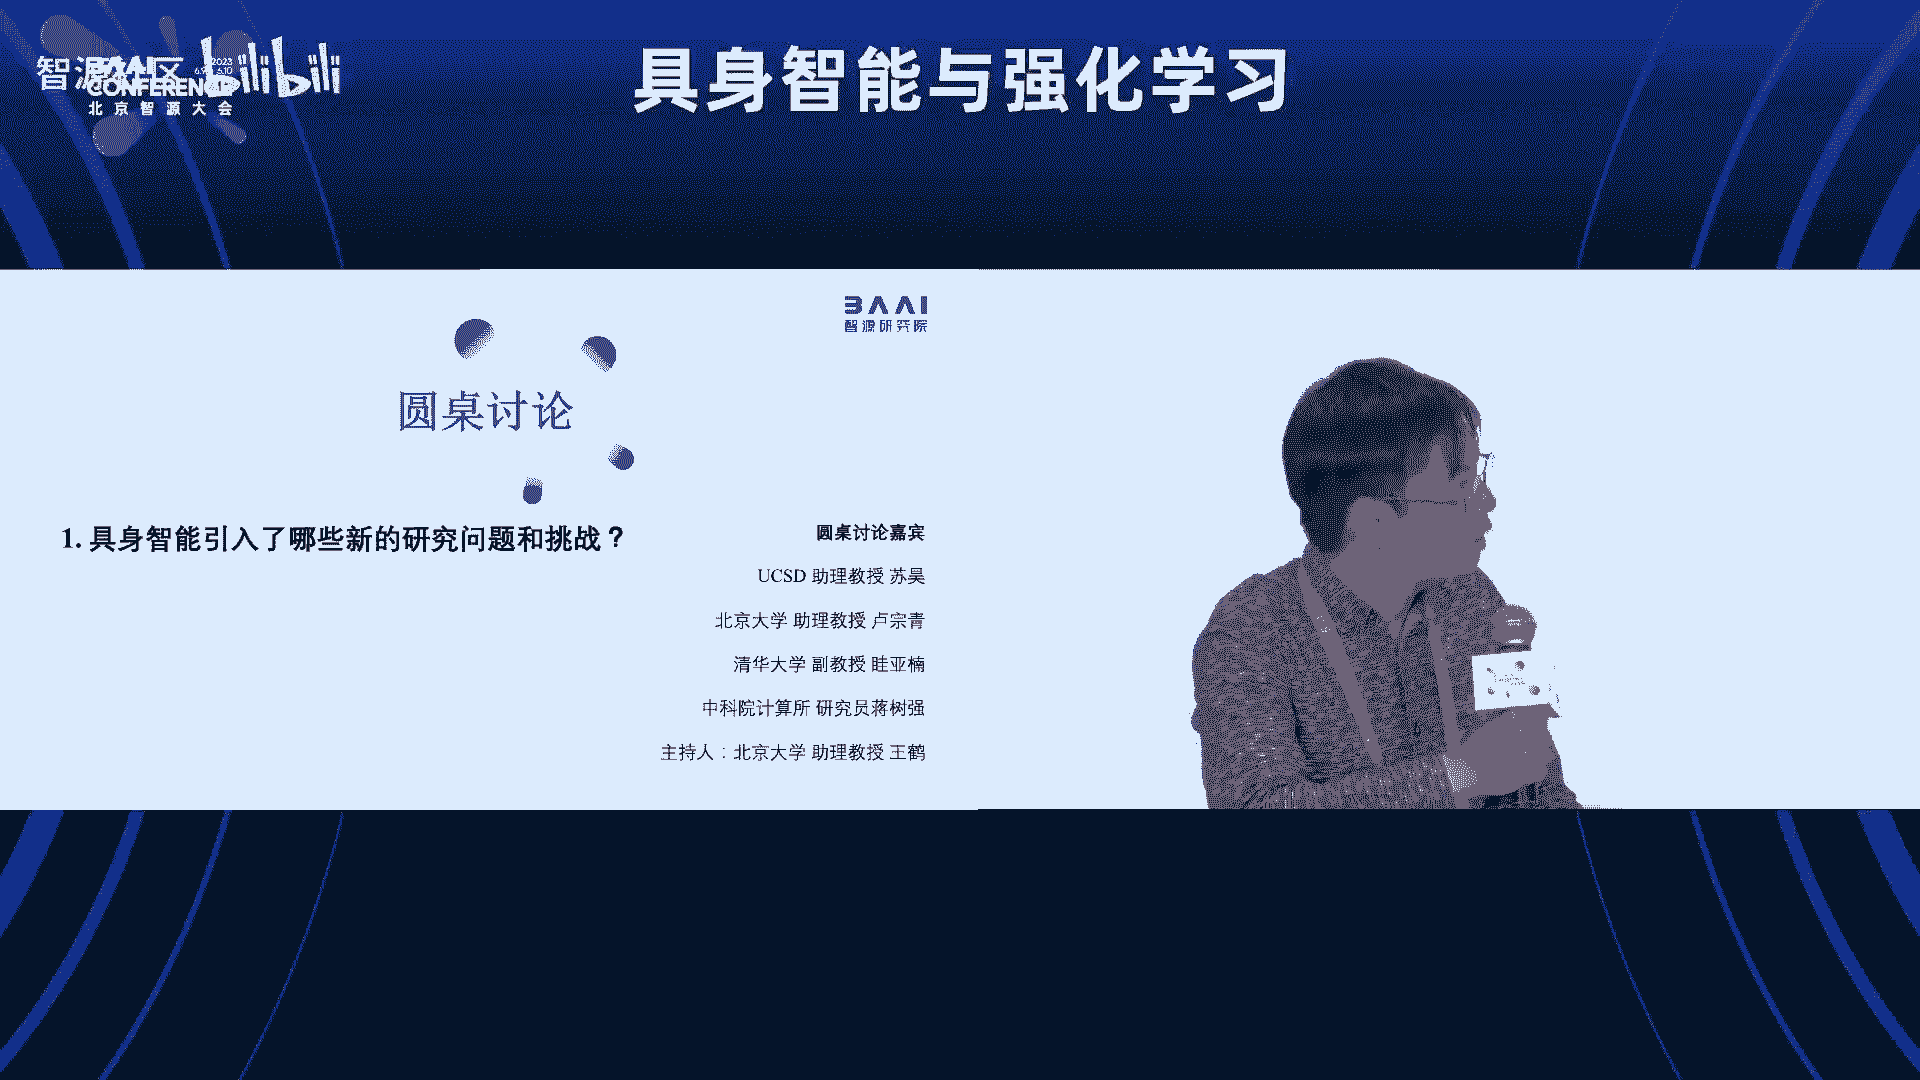 具身智能与强化学习
智源社区
bilibili
BAAI 2023
CONFERENCE
北京智源大会
BAAI
智源研究院
圆桌讨论
1. 具身智能引入了哪些新的研究问题和挑战？
圆桌讨论嘉宾
UCSD 助理教授 苏昊
北京大学 助理教授 卢宗青
清华大学 副教授 眭亚楠
中科院计算所 研究员蒋树强
主持人：北京大学 助理教授 王鹤